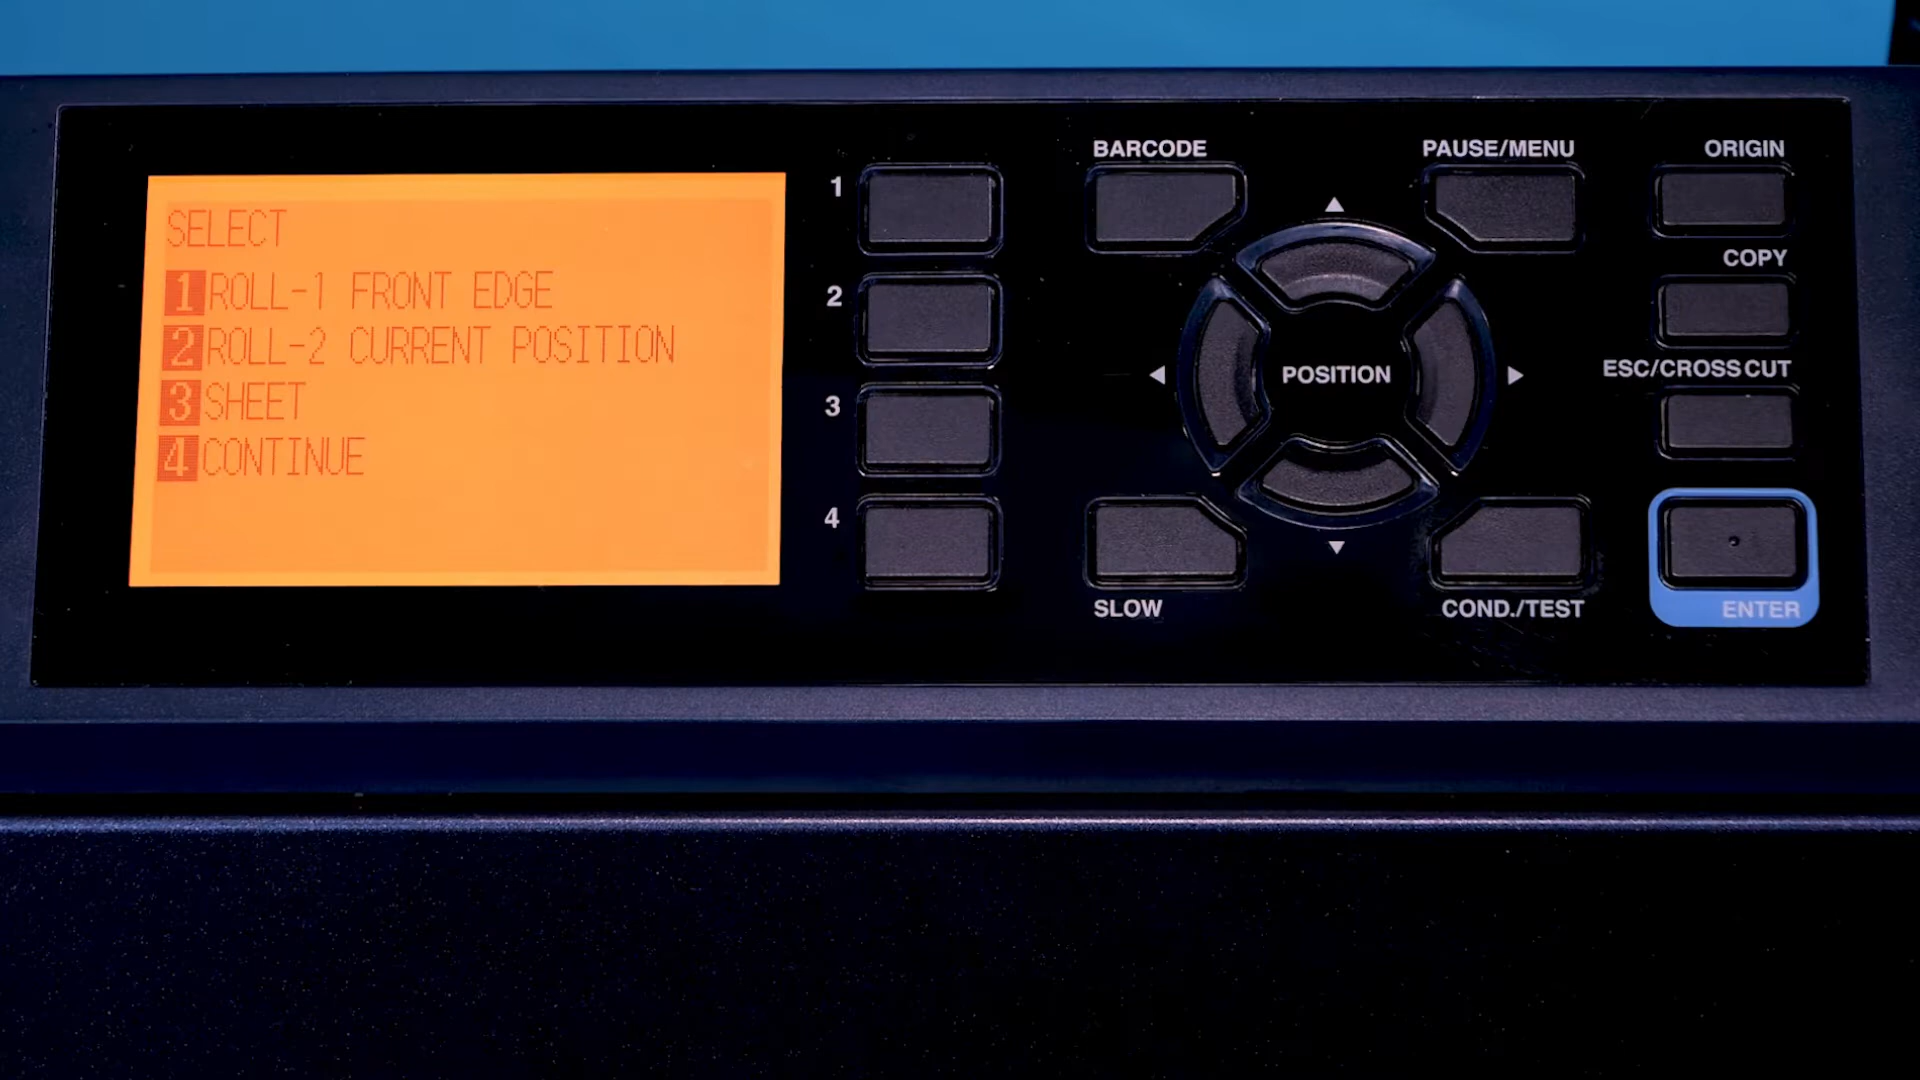 SELECT
1 ROLL-1 FRONT EDGE
2 ROLL-2 CURRENT POSITION
3 SHEET
4 CONTINUE
1
2
3
4
BARCODE
PAUSE/MENU
POSITION
SLOW
COND./TEST
ORIGIN
COPY
ESC/CROSS CUT
ENTER